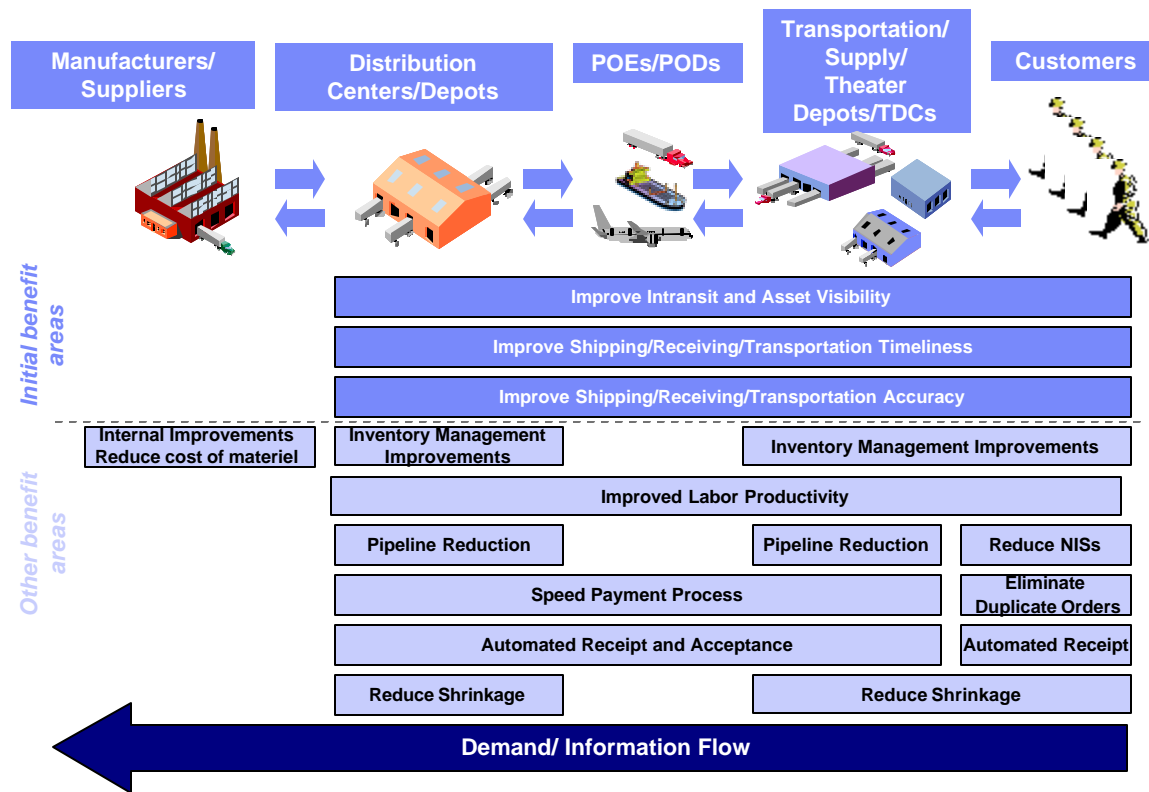 Manufacturers/
Suppliers
Distribution
Centers/Depots
POEs/PODs
Transportation/
Supply/
Theater
Depots/TDCs
Customers
Initial benefit
areas
Improve Intransit and Asset Visibility
Improve Shipping/Receiving/Transportation Timeliness
Improve Shipping/Receiving/Transportation Accuracy
Other benefit
areas
Internal Improvements
Reduce cost of materiel
Inventory Management
Improvements
Inventory Management Improvements
Improved Labor Productivity
Pipeline Reduction
Pipeline Reduction
Reduce NISs
Speed Payment Process
Eliminate
Duplicate Orders
Automated Receipt and Acceptance
Automated Receipt
Reduce Shrinkage
Reduce Shrinkage
Demand/ Information Flow